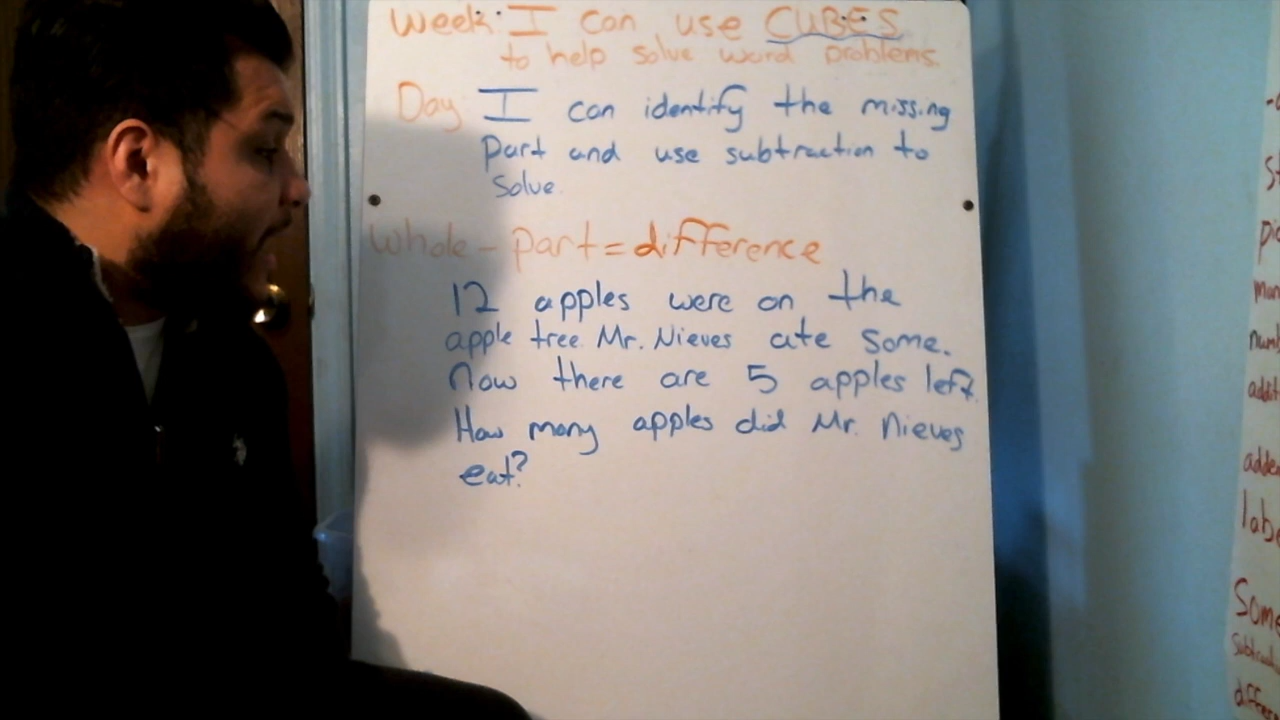 Week: I can use CUBES
to help solve word problems.
Day I can identify the missing
part and use subtraction to
solve.
Whole - part = difference
12 apples were on the
apple tree. Mr. Nieves ate some.
Now there are 5 apples left.
How many apples did Mr. Nieves
eat?